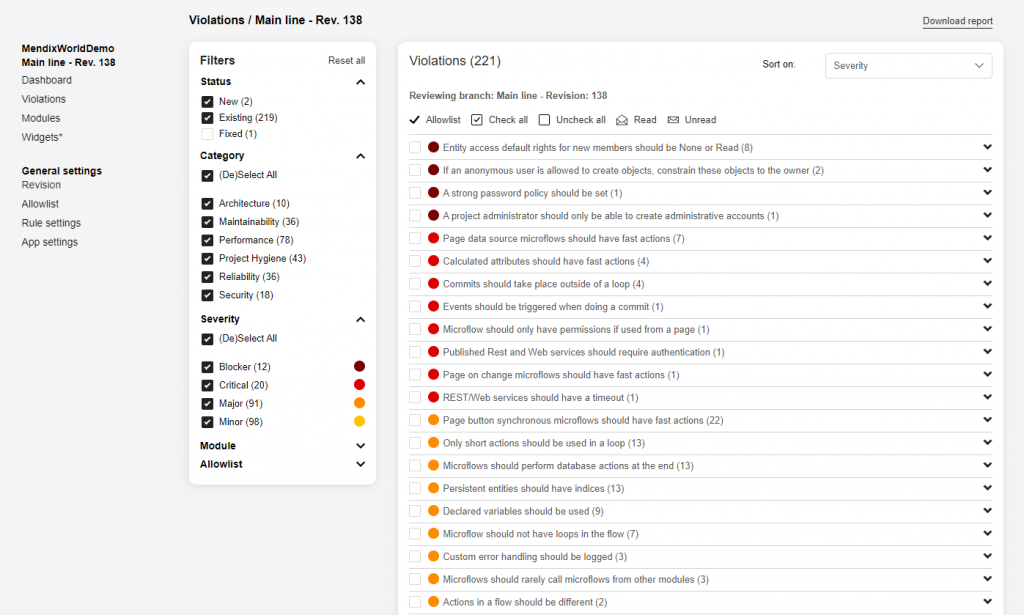 Violations / Main line - Rev. 138
Download report
MendixWorldDemo
Main line - Rev. 138
Dashboard
Violations
Modules
Widgets*
General settings
Revision
Allowlist
Rule settings
App settings
Filters
Reset all
Status
New (2)
Existing (219)
Fixed (1)
Category
(De)Select All
Architecture (10)
Maintainability (36)
Performance (78)
Project Hygiene (43)
Reliability (36)
Security (18)
Severity
(De)Select All
Blocker (12)
Critical (20)
Major (91)
Minor (98)
Module
Allowlist
Violations (221)
Sort on:
Severity
Reviewing branch: Main line - Revision: 138
Allowlist Check all Uncheck all Read Unread
Entity access default rights for new members should be None or Read (8)
If an anonymous user is allowed to create objects, constrain these objects to the owner (2)
A strong password policy should be set (1)
A project administrator should only be able to create administrative accounts (1)
Page data source microflows should have fast actions (7)
Calculated attributes should have fast actions (4)
Commits should take place outside of a loop (4)
Events should be triggered when doing a commit (1)
Microflow should only have permissions if used from a page (1)
Published Rest and Web services should require authentication (1)
Page on change microflows should have fast actions (1)
REST/Web services should have a timeout (1)
Page button synchronous microflows should have fast actions (22)
Only short actions should be used in a loop (13)
Microflows should perform database actions at the end (13)
Persistent entities should have indices (13)
Declared variables should be used (9)
Microflow should not have loops in the flow (7)
Custom error handling should be logged (3)
Microflows should rarely call microflows from other modules (3)
Actions in a flow should be different (2)